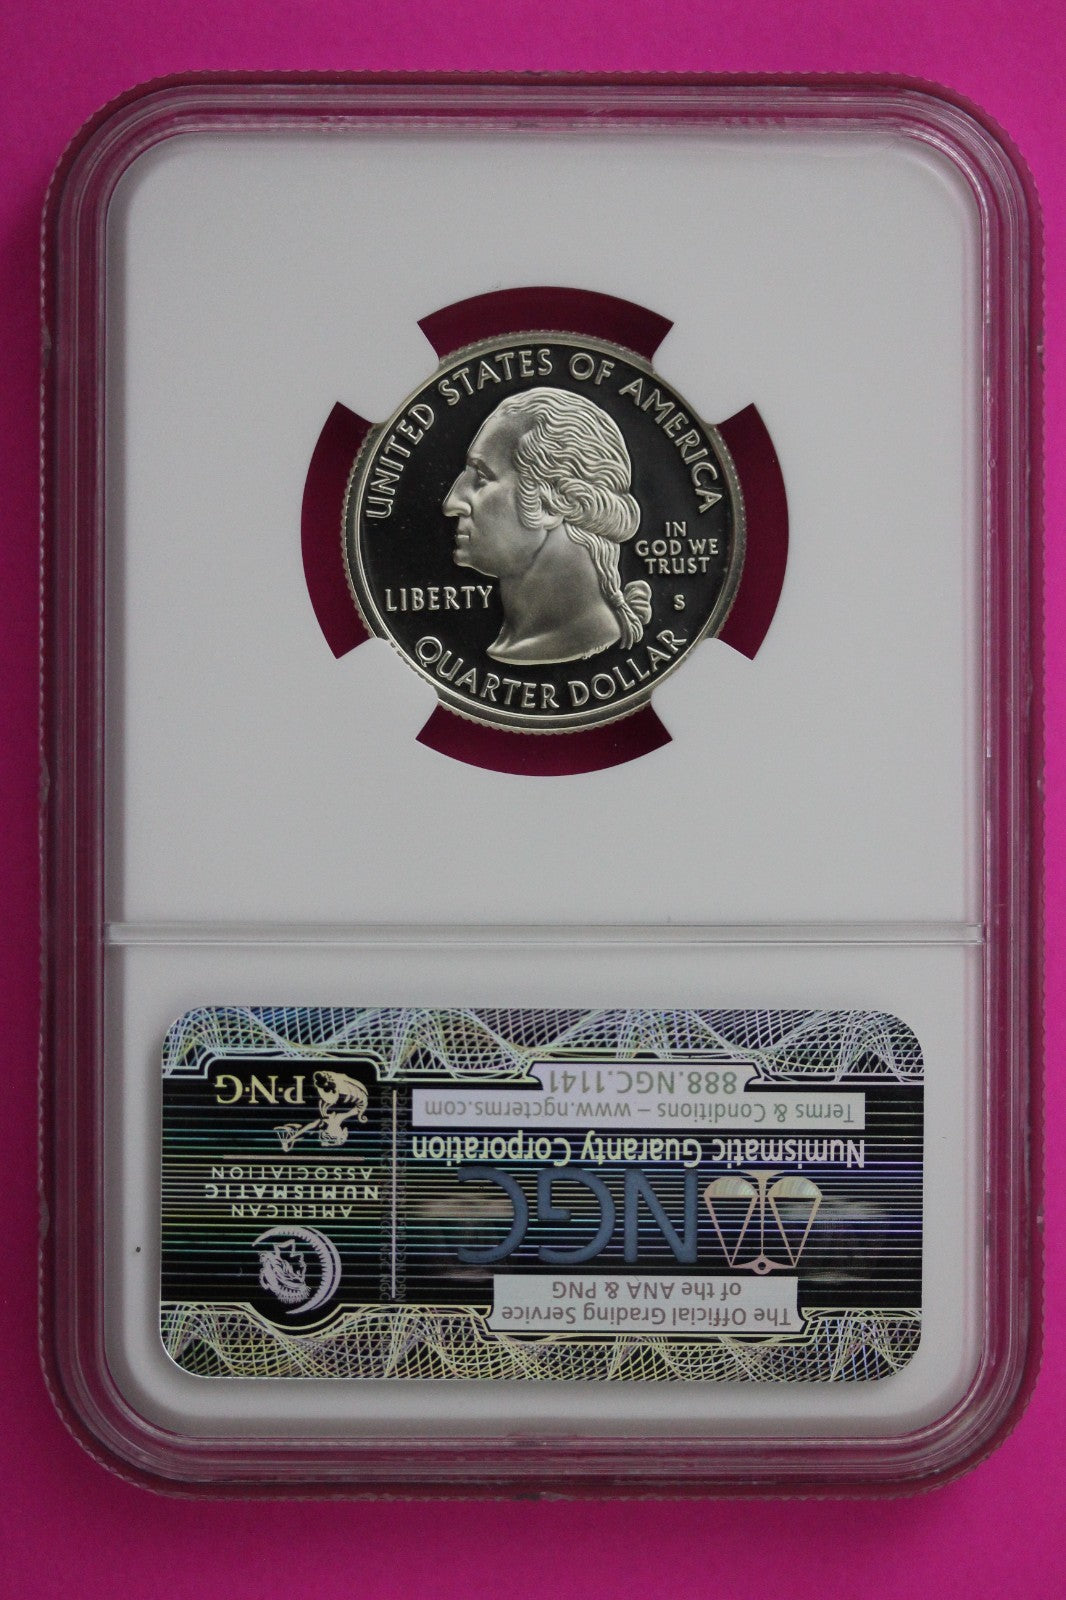 UNITED STATES OF AMERICA
IN
GOD WE
TRUST
LIBERTY
S
QUARTER DOLLAR
The Official Grading Service
of the ANA & PNG
NGC
Numismatic Guaranty Corporation
Terms & Conditions – www.ngcterms.com
888.NGC.1141
AMERICAN
NUMISMATIC
ASSOCIATION
P·N·G